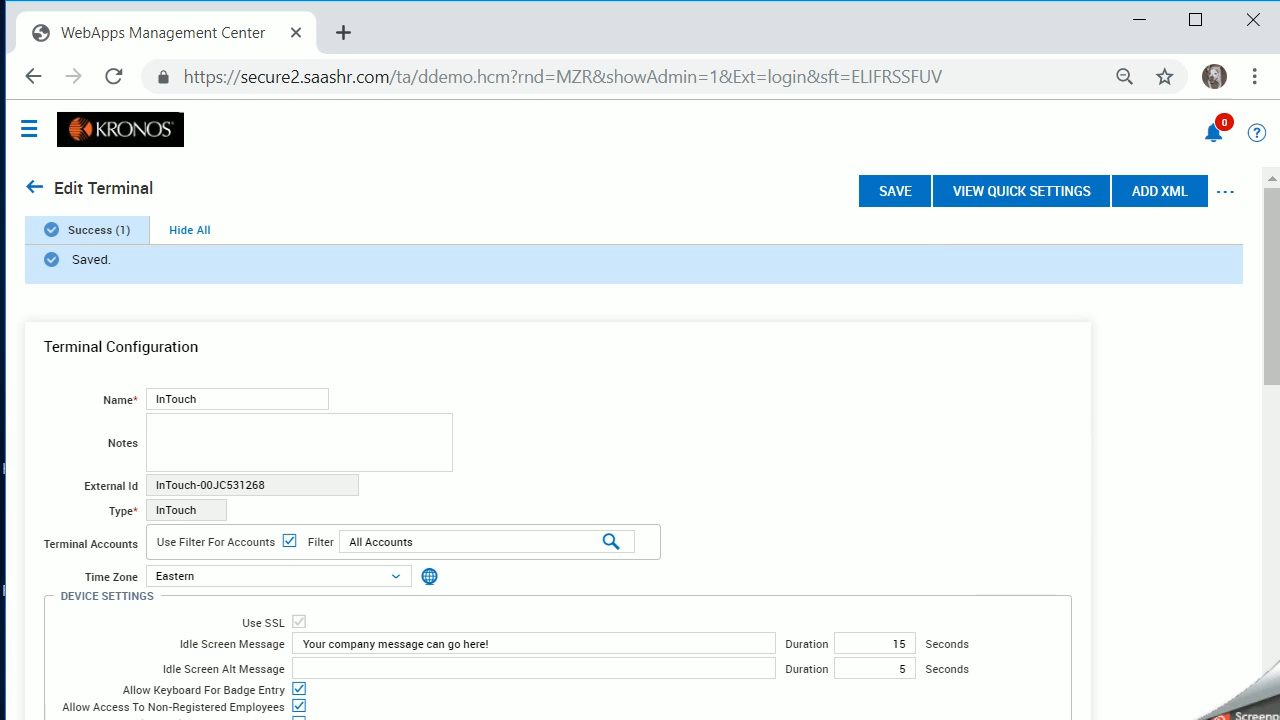 WebApps Management Center
https://secure2.saashr.com/ta/ddemo.hcm?rnd=MZR&showAdmin=1&Ext=login&sft=ELIFRSSFUV
KRONOS
0
Edit Terminal
SAVE VIEW QUICK SETTINGS ADD XML
Success (1) Hide All
Saved.
Terminal Configuration
Name* InTouch
Notes
External Id InTouch-00JC531268
Type* InTouch
Terminal Accounts Use Filter For Accounts Filter All Accounts
Time Zone Eastern
DEVICE SETTINGS
Use SSL
Idle Screen Message Your company message can go here! Duration 15 Seconds
Idle Screen Alt Message Duration 5 Seconds
Allow Keyboard For Badge Entry
Allow Access To Non-Registered Employees